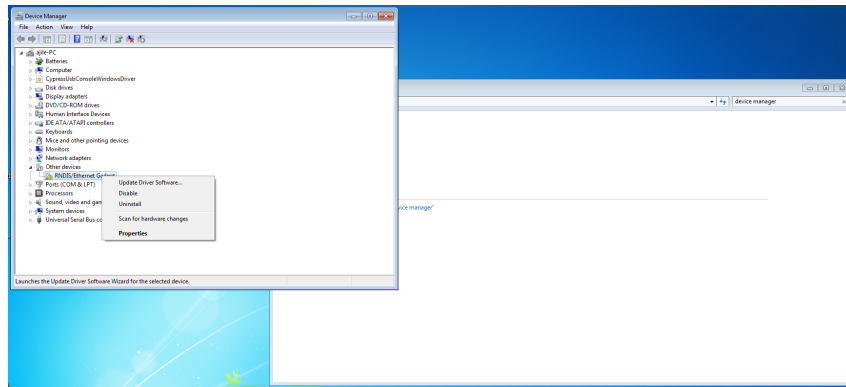 Device Manager
File Action View Help
ajile-PC
Batteries
Computer
CypressUsbConsoleWindowsDriver
Disk drives
Display adapters
DVD/CD-ROM drives
Human Interface Devices
IDE ATA/ATAPI controllers
Keyboards
Mice and other pointing devices
Monitors
Network adapters
Other devices
RNDIS/Ethernet Gadget
Ports (COM & LPT)
Processors
Sound, video and gam
System devices
Universal Serial Bus co
Update Driver Software...
Disable
Uninstall
Scan for hardware changes
Properties
Launches the Update Driver Software Wizard for the selected device.
device manager
vice manager"